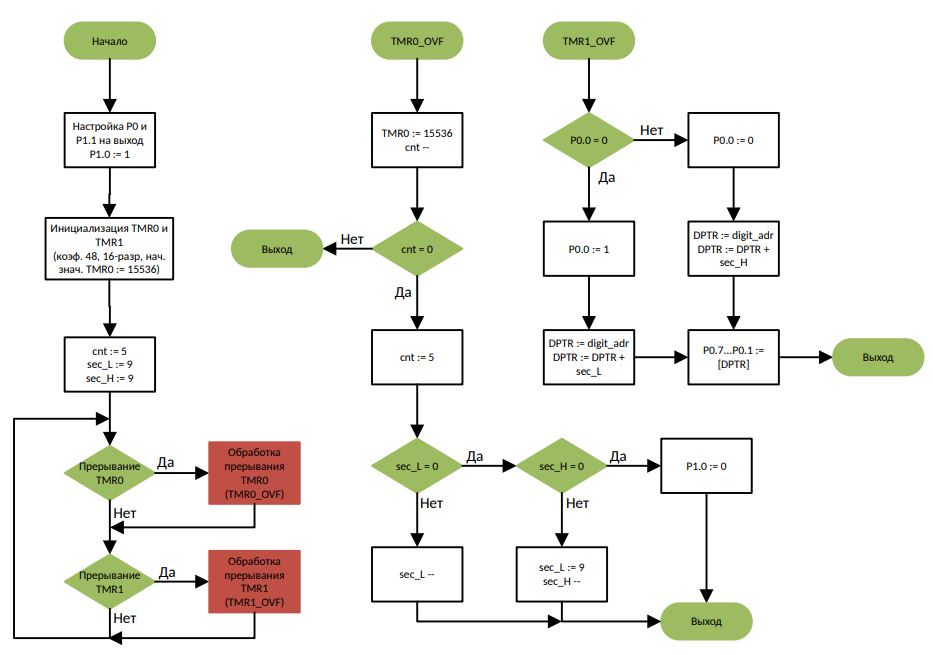 Начало
Настройка P0 и
P1.1 на выход
P1.0 := 1
Инициализация TMR0 и
TMR1
(коэф. 48, 16-разр, нач.
знач. TMR0 := 15536)
cnt := 5
sec_L := 9
sec_H := 9
Прерывание
TMR0
Да
Обработка
прерывания
TMR0
(TMR0_OVF)
Нет
Прерывание
TMR1
Да
Обработка
прерывания
TMR1
(TMR1_OVF)
Нет
TMR0_OVF
TMR0 := 15536
cnt --
cnt = 0
Нет
Выход
Да
cnt := 5
sec_L = 0
Да
sec_H = 0
Да
P1.0 := 0
Нет
Нет
sec_L --
sec_L := 9
sec_H --
Выход
TMR1_OVF
P0.0 = 0
Нет
P0.0 := 0
Да
P0.0 := 1
DPTR := digit_adr
DPTR := DPTR +
sec_H
DPTR := digit_adr
DPTR := DPTR +
sec_L
P0.7...P0.1 :=
[DPTR]
Выход